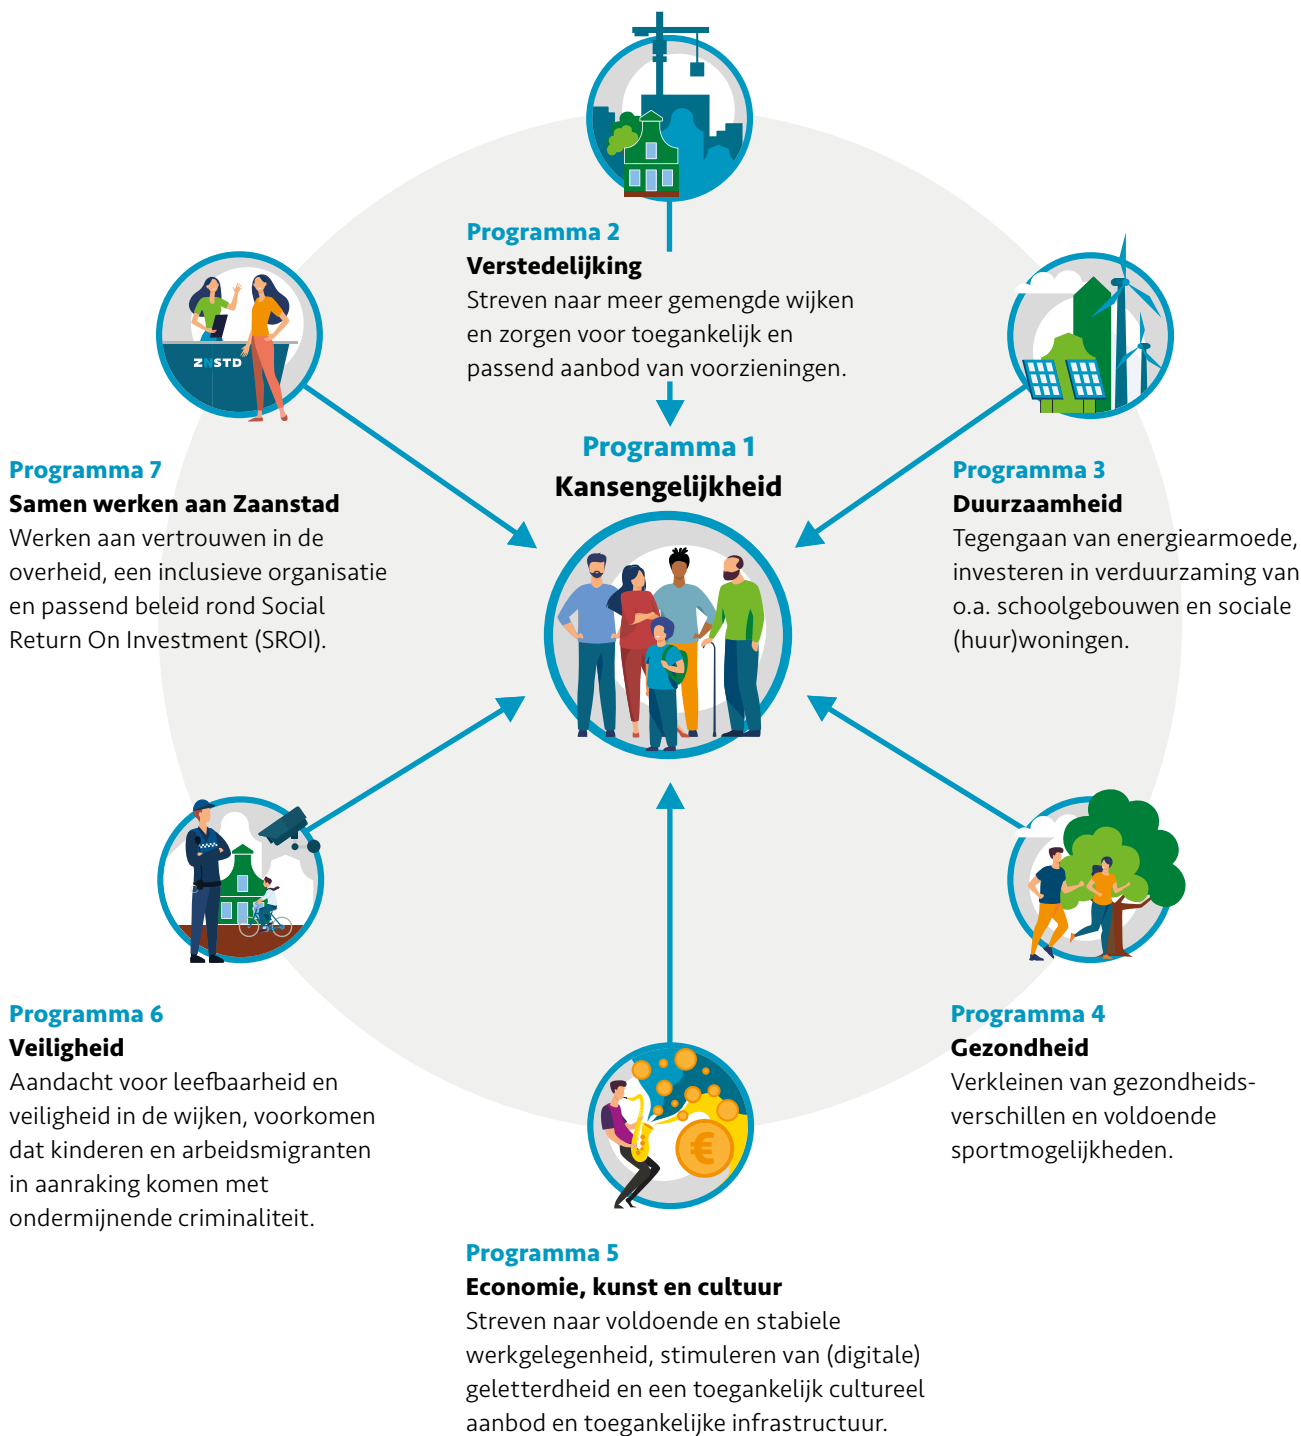 Programma 2
Verstedelijking
Streven naar meer gemengde wijken
en zorgen voor toegankelijk en
passend aanbod van voorzieningen.
ZNSTD
Programma 1
Kansengelijkheid
Programma 7
Samen werken aan Zaanstad
Werken aan vertrouwen in de
overheid, een inclusieve organisatie
en passend beleid rond Social
Return On Investment (SROI).
Programma 3
Duurzaamheid
Tegengaan van energiearmoede,
investeren in verduurzaming van
o.a. schoolgebouwen en sociale
(huur)woningen.
Programma 6
Veiligheid
Aandacht voor leefbaarheid en
veiligheid in de wijken, voorkomen
dat kinderen en arbeidsmigranten
in aanraking komen met
ondermijnende criminaliteit.
Programma 4
Gezondheid
Verkleinen van gezondheids-
verschillen en voldoende
sportmogelijkheden.
€
Programma 5
Economie, kunst en cultuur
Streven naar voldoende en stabiele
werkgelegenheid, stimuleren van (digitale)
geletterdheid en een toegankelijk cultureel
aanbod en toegankelijke infrastructuur.